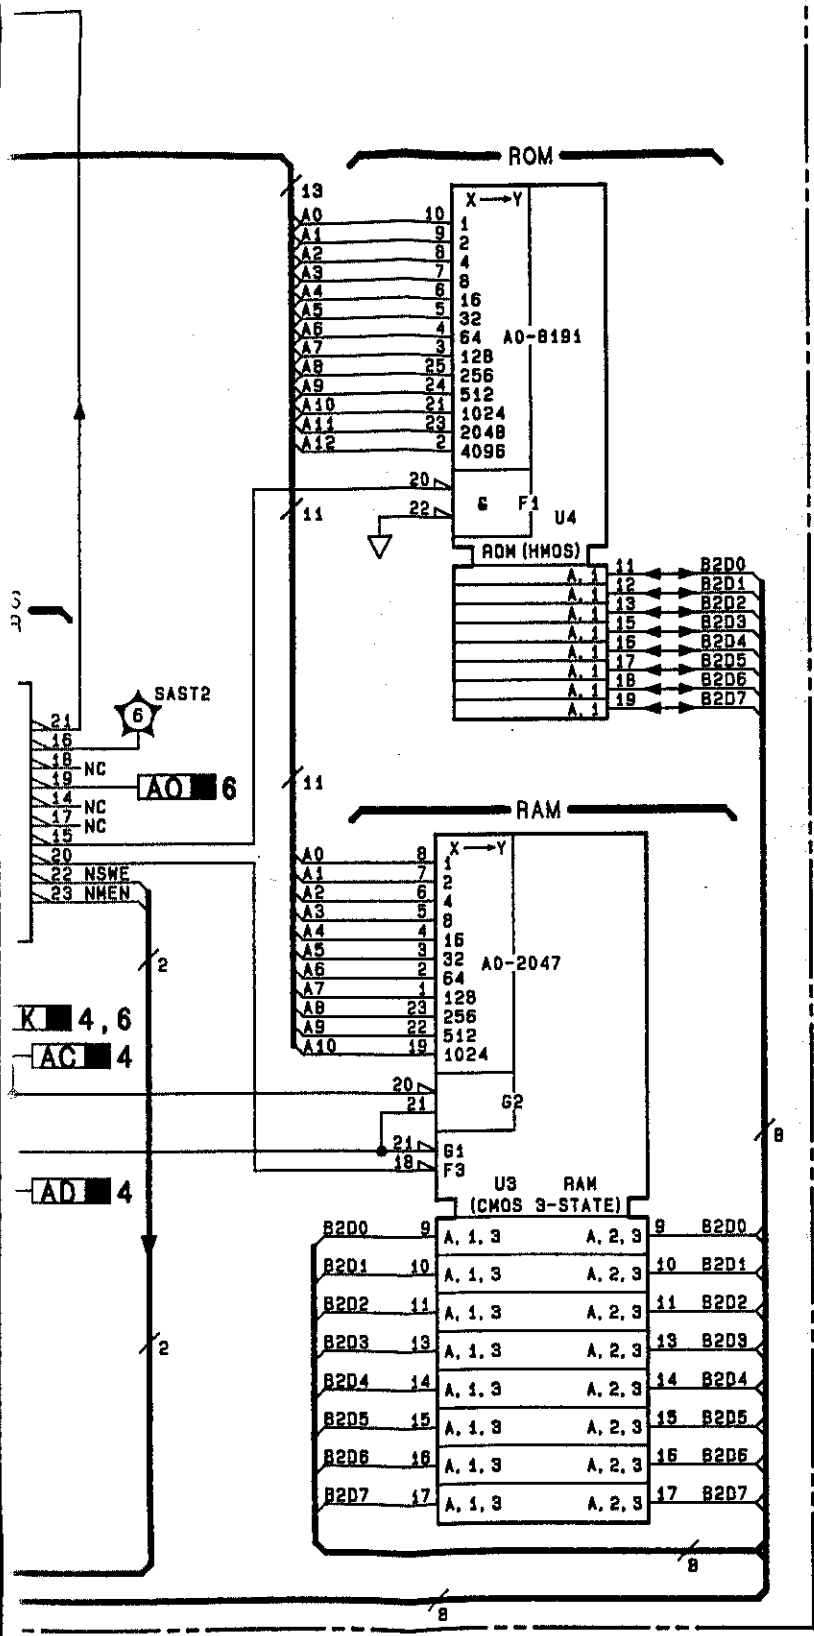 ROM
13
X Y
A0 10 1
A1 9 2
A2 8 4
A3 7 8
A4 6 16
A5 5 32
A6 4 64 A0-8191
A7 3 128
A8 25 256
A9 24 512
A10 21 1024
A11 23 2048
A12 2 4096
20
11 22 & F1 U4
ROM (HMOS)
A, 1 11 B2D0
A, 1 12 B2D1
A, 1 13 B2D2
A, 1 15 B2D3
A, 1 16 B2D4
A, 1 17 B2D5
A, 1 18 B2D6
A, 1 19 B2D7
SAST2
6
21
16
18 NC
19 AO 6
14 NC
17 NC
15
20
22 NSWE
23 NMEN
11
RAM
X Y
A0 8 1
A1 7 2
A2 6 4
A3 5 8
A4 4 16
A5 3 32
A6 2 64 A0-2047
A7 1 128
A8 23 256
A9 22 512
A10 19 1024
2
K 4,6
AC 4
20
21 G2
21 G1
18 F3
8
AD 4
U3 RAM
(CMOS 3-STATE)
B2D0 9 A, 1, 3 A, 2, 3 9 B2D0
B2D1 10 A, 1, 3 A, 2, 3 10 B2D1
B2D2 11 A, 1, 3 A, 2, 3 11 B2D2
B2D3 13 A, 1, 3 A, 2, 3 13 B2D3
2
B2D4 14 A, 1, 3 A, 2, 3 14 B2D4
B2D5 15 A, 1, 3 A, 2, 3 15 B2D5
B2D6 16 A, 1, 3 A, 2, 3 16 B2D6
B2D7 17 A, 1, 3 A, 2, 3 17 B2D7
8
8